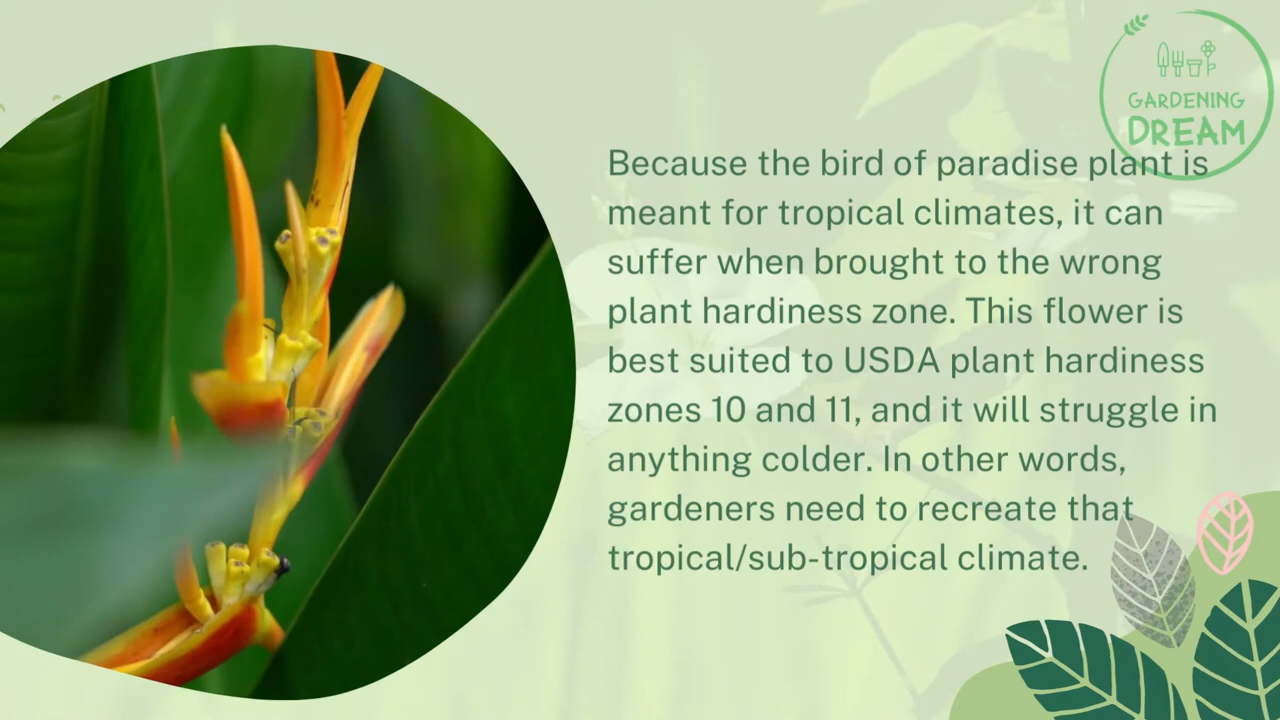 GARDENING
DREAM
Because the bird of paradise plant is
meant for tropical climates, it can
suffer when brought to the wrong
plant hardiness zone. This flower is
best suited to USDA plant hardiness
zones 10 and 11, and it will struggle in
anything colder. In other words,
gardeners need to recreate that
tropical/sub-tropical climate.